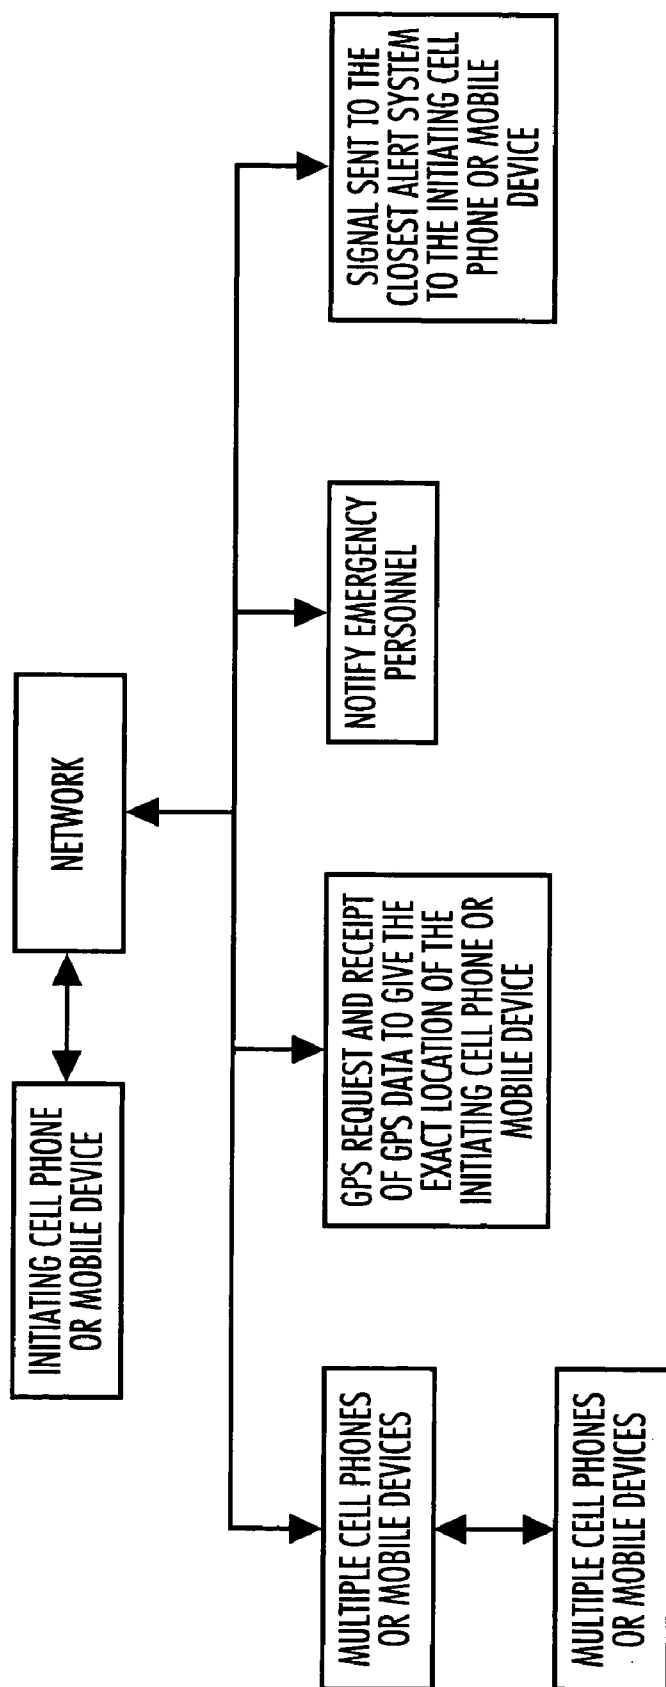 INITIATING CELL PHONE
OR MOBILE DEVICE
NETWORK
MULTIPLE CELL PHONES
OR MOBILE DEVICES
GPS REQUEST AND RECEIPT
OF GPS DATA TO GIVE THE
EXACT LOCATION OF THE
INITIATING CELL PHONE OR
MOBILE DEVICE
NOTIFY EMERGENCY
PERSONNEL
SIGNAL SENT TO THE
CLOSEST ALERT SYSTEM
TO THE INITIATING CELL
PHONE OR MOBILE
DEVICE
MULTIPLE CELL PHONES
OR MOBILE DEVICES